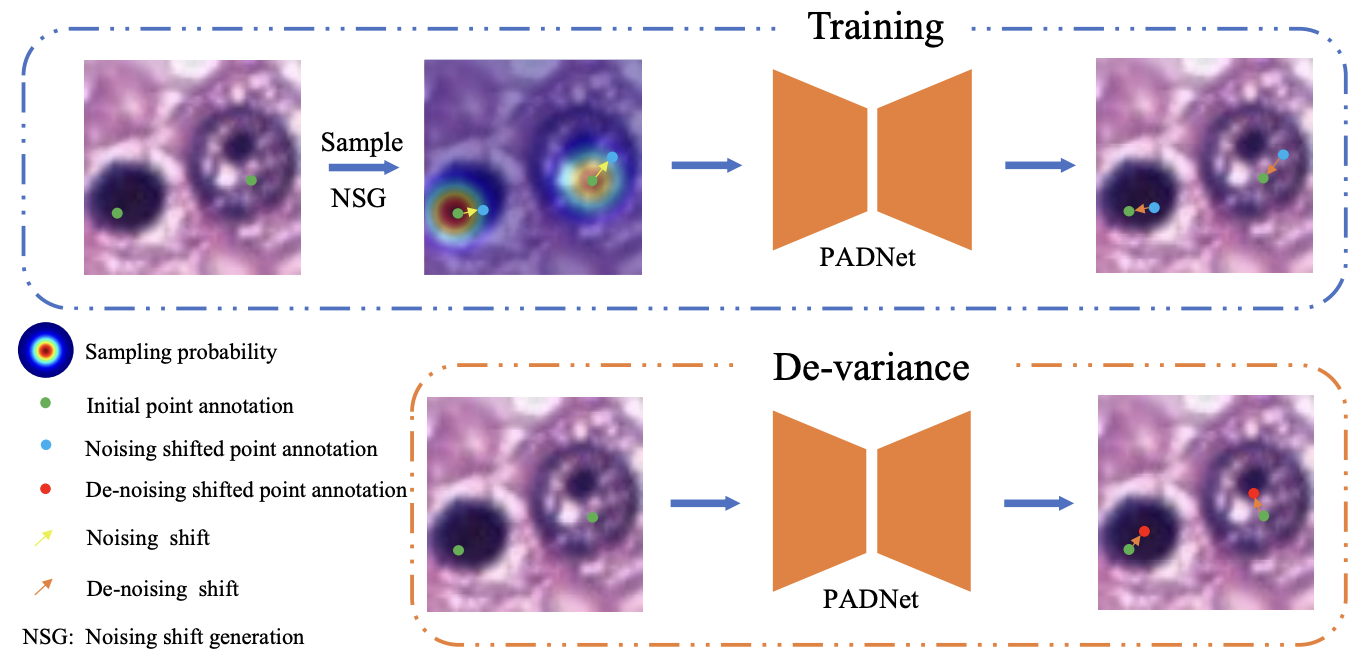 Training
Sample
NSG
PADNet
Sampling probability
Initial point annotation
Noising shifted point annotation
De-noising shifted point annotation
Noising shift
De-noising shift
NSG: Noising shift generation
De-variance
PADNet